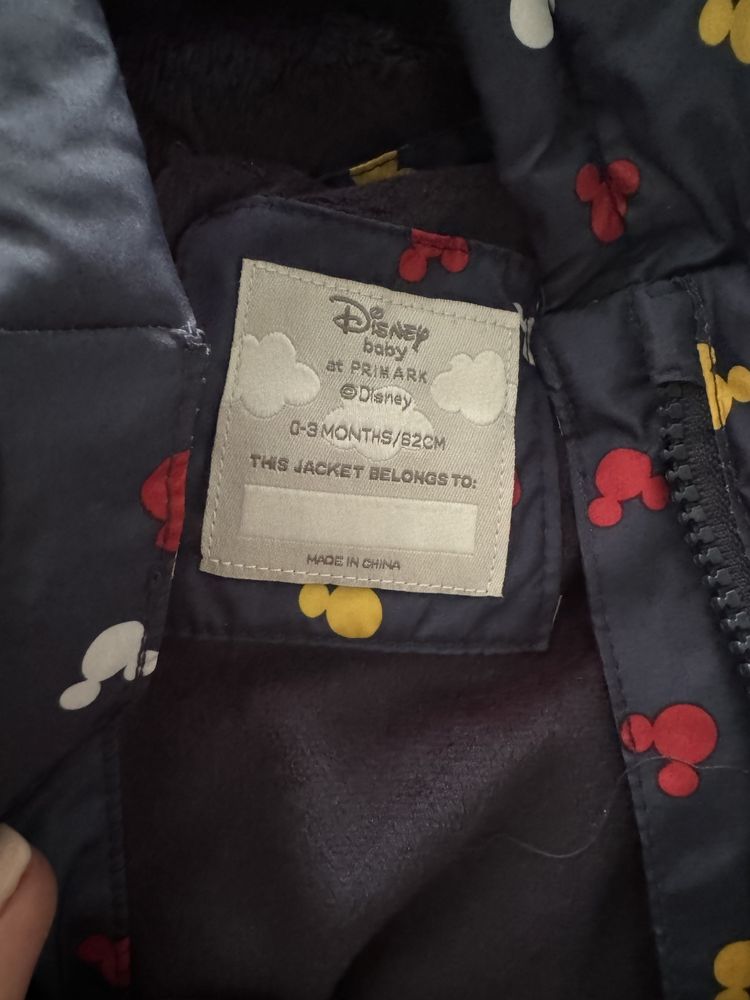 Disney
baby
at PRIMARK
©Disney
0-3 MONTHS/62CM
THIS JACKET BELONGS TO:
MADE IN CHINA